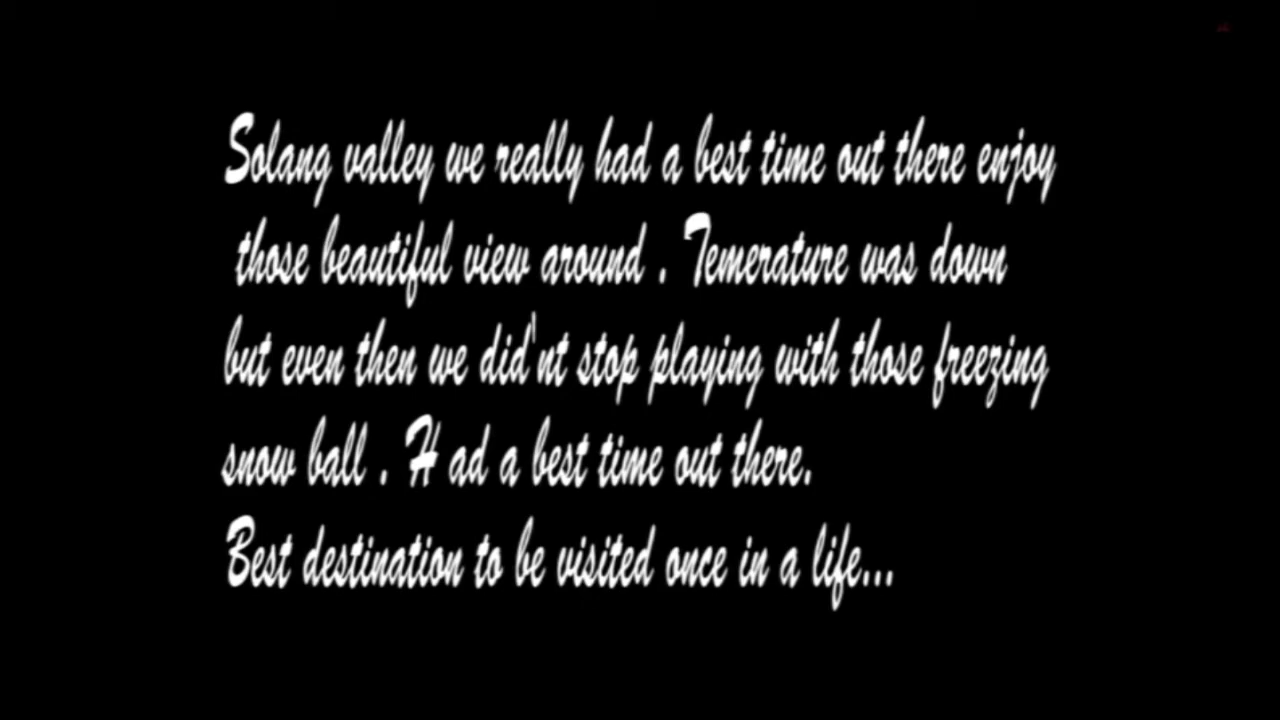 Solang valley we really had a best time out there enjoy
those beautiful view around . Temerature was down
but even then we did'nt stop playing with those freezing
snow ball . H ad a best time out there.
Best destination to be visited once in a life...